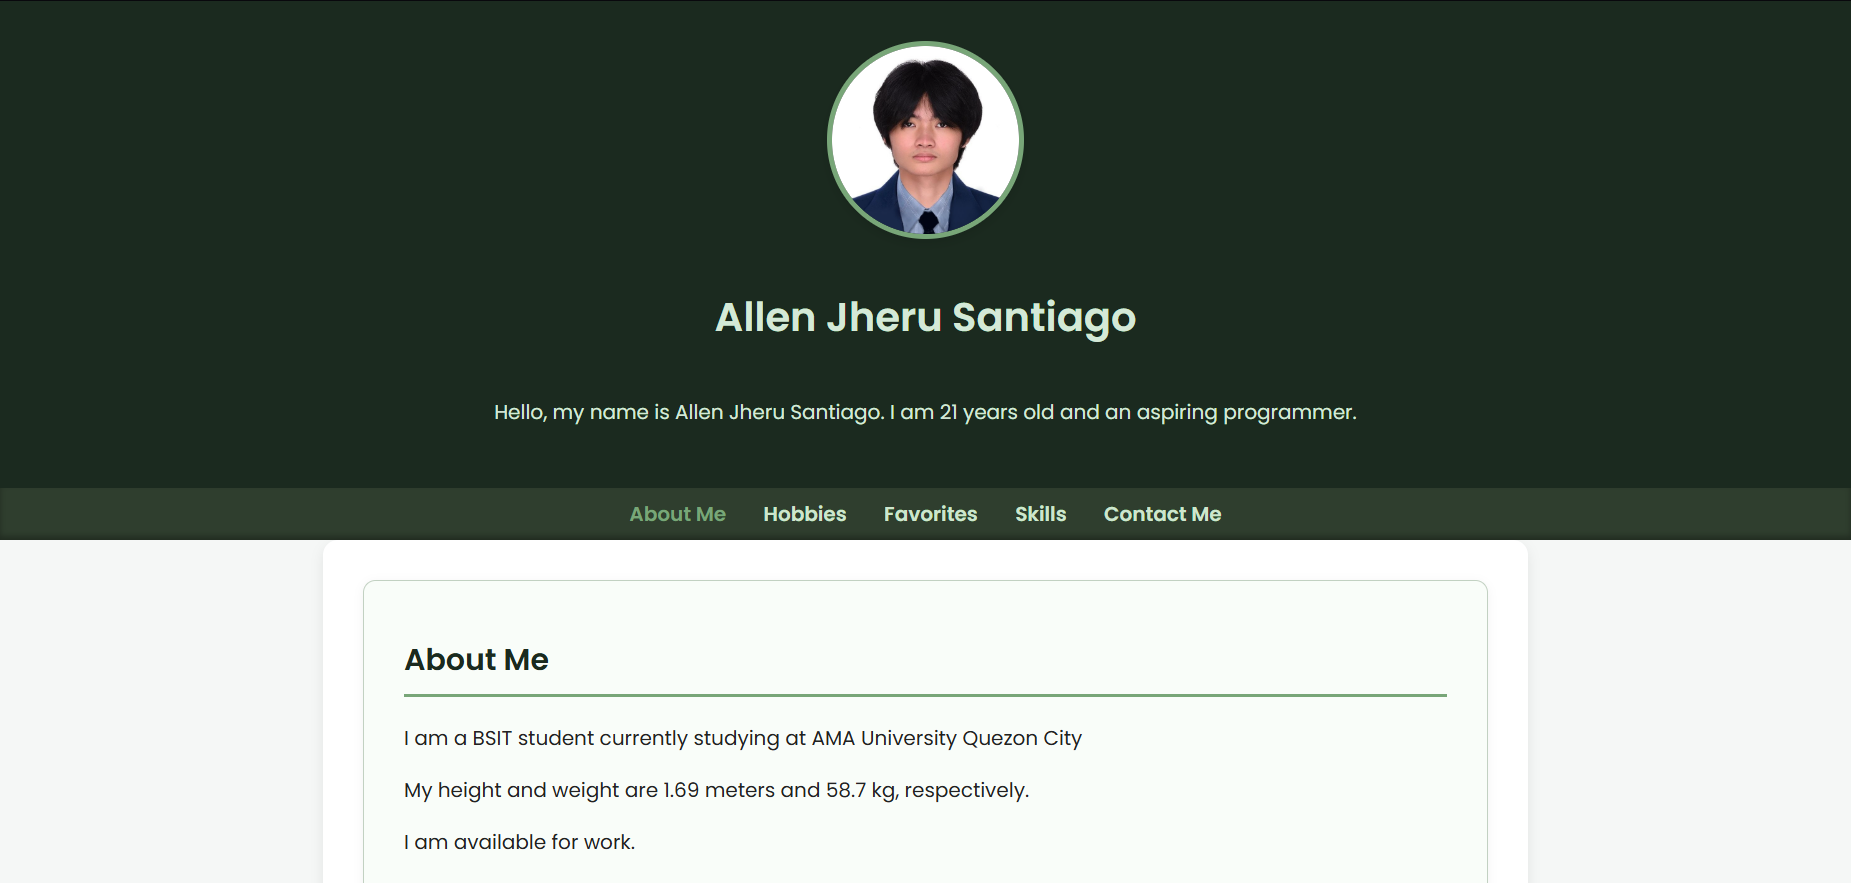 Allen Jheru Santiago
Hello, my name is Allen Jheru Santiago. I am 21 years old and an aspiring programmer.
About Me Hobbies Favorites Skills Contact Me
About Me
I am a BSIT student currently studying at AMA University Quezon City
My height and weight are 1.69 meters and 58.7 kg, respectively.
I am available for work.